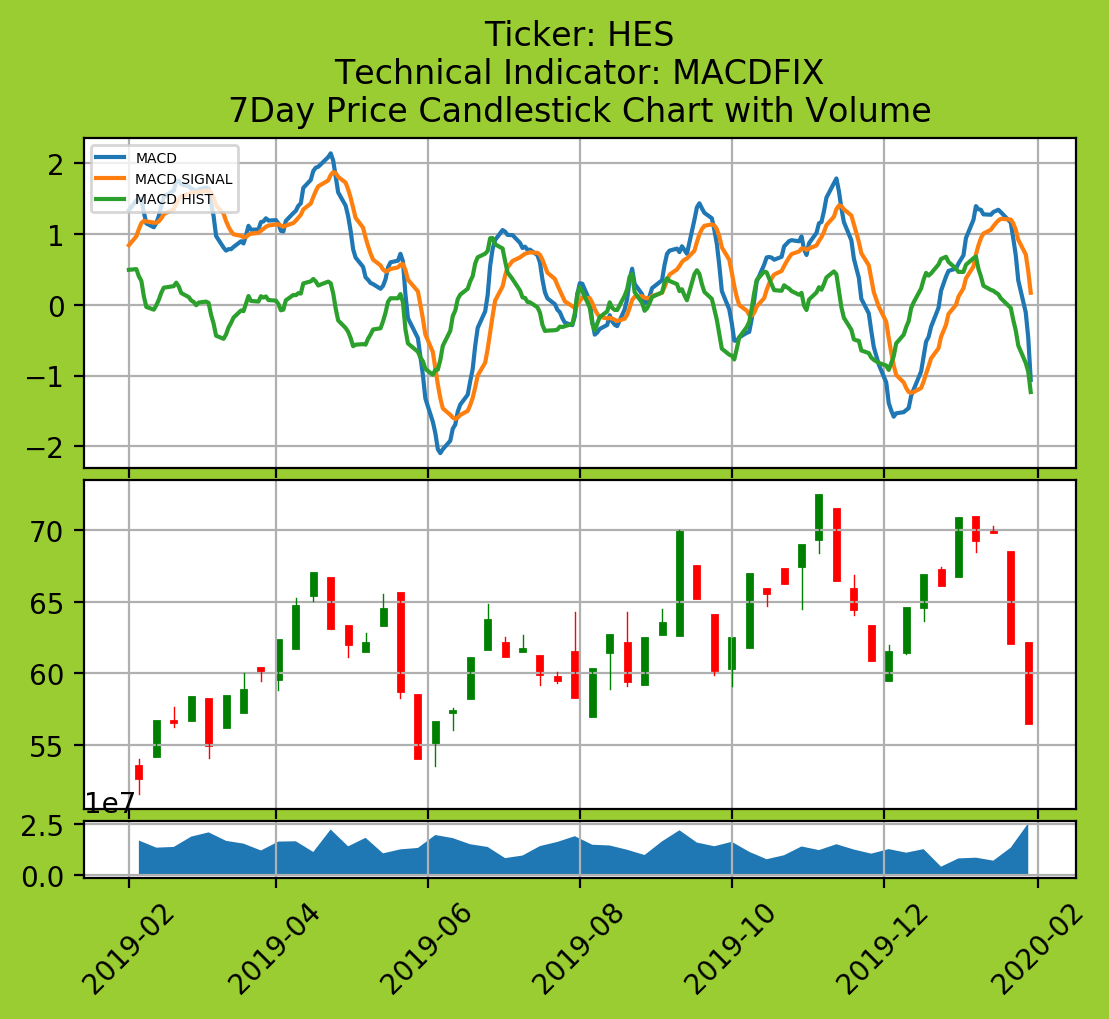 Ticker: HES
Technical Indicator: MACDFIX
7Day Price Candlestick Chart with Volume
MACD
MACD SIGNAL
MACD HIST
2
1
0
−1
−2
70
65
60
55
1e7
2.5
0.0
2019-02
2019-04
2019-06
2019-08
2019-10
2019-12
2020-02